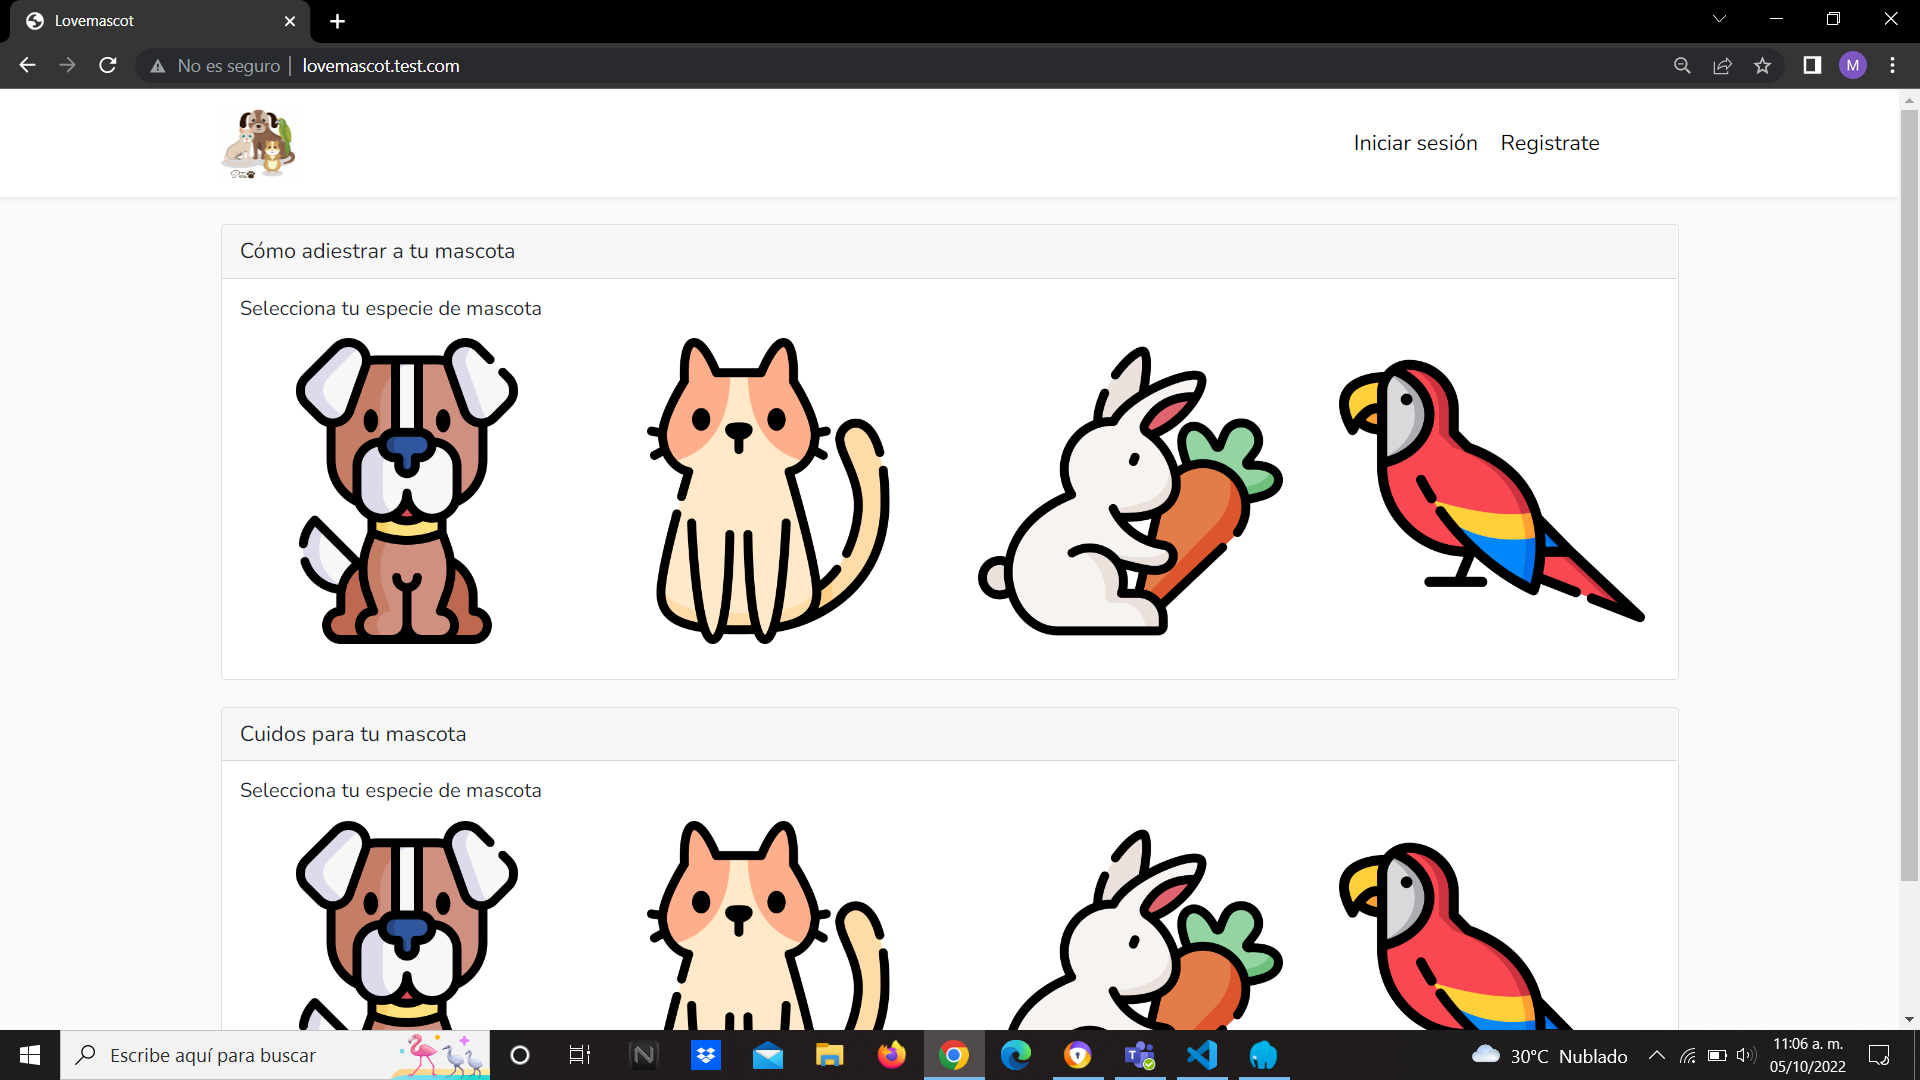 Lovemascot
No es seguro | lovemascot.test.com
M
Pets
Iniciar sesión Registrate
Cómo adiestrar a tu mascota
Selecciona tu especie de mascota
Cuidos para tu mascota
Selecciona tu especie de mascota
Escribe aquí para buscar
30°C Nublado
11:06 a. m.
05/10/2022